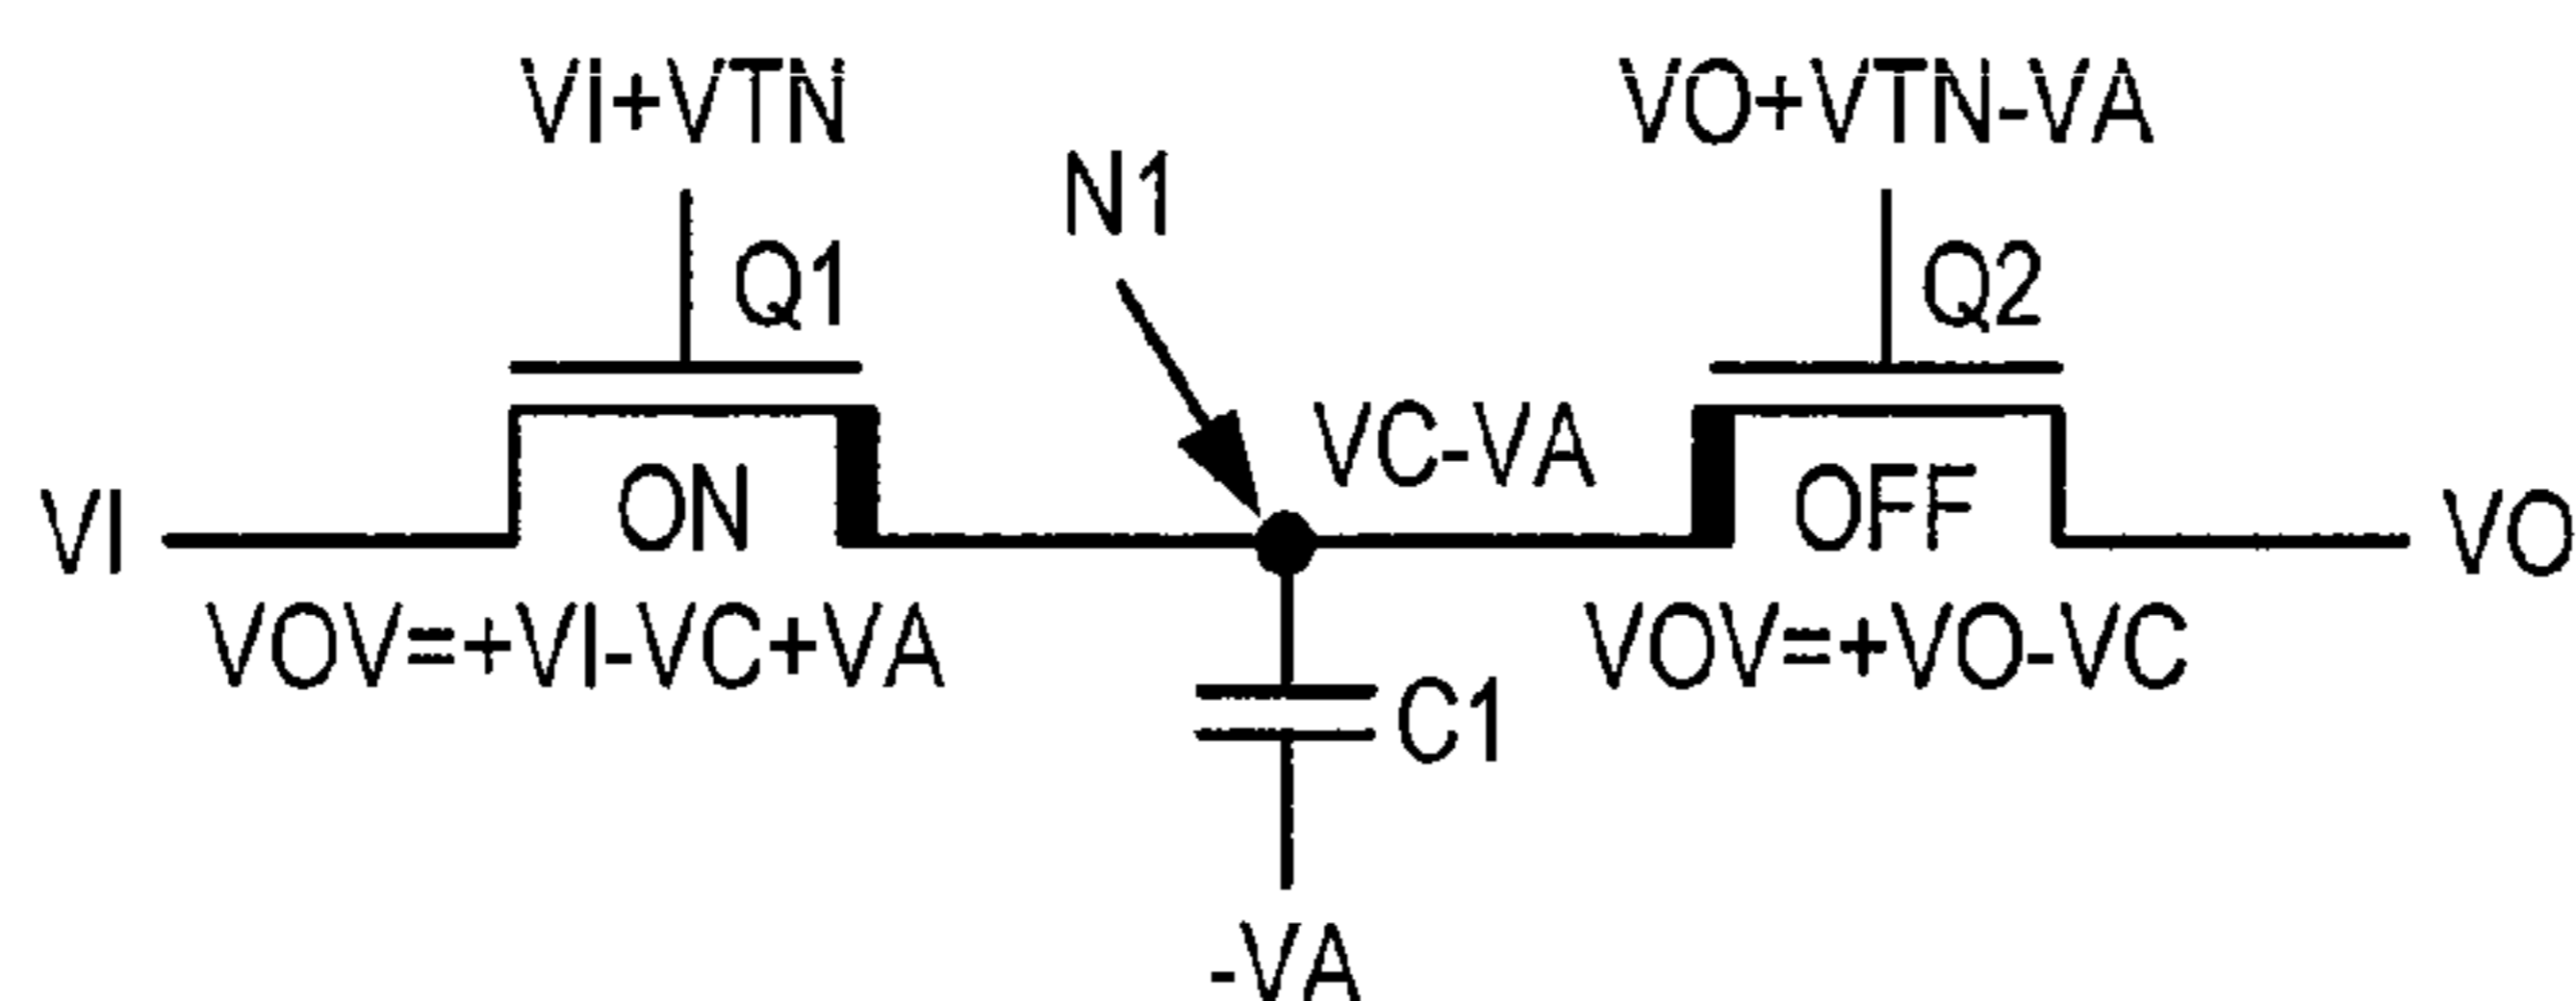 VI+VTN
VO+VTN-VA
N1
Q1
Q2
VC-VA
ON
OFF
VI
VO
VOV=+VI-VC+VA
VOV=+VO-VC
C1
-VA